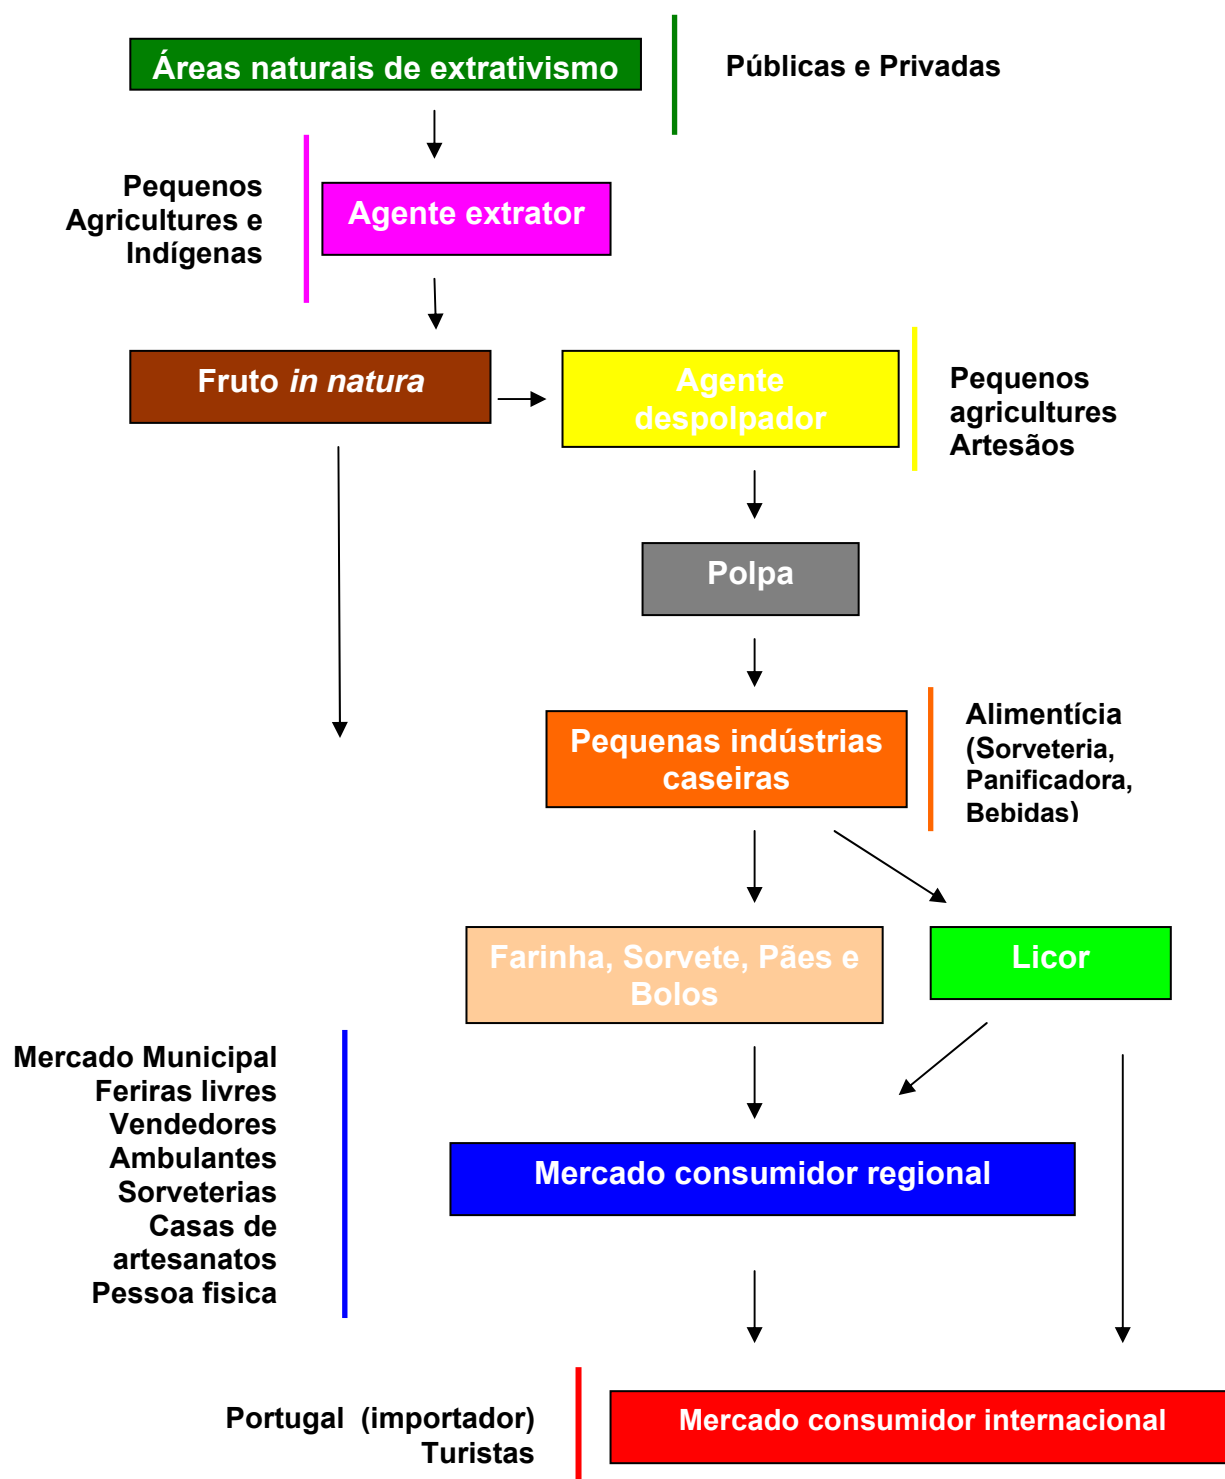 Áreas naturais de extrativismo
Públicas e Privadas
Pequenos
Agricultures e
Indígenas
Agente extrator
Fruto in natura
Agente
despolpador
Pequenos
agricultures
Artesãos
Polpa
Pequenas indústrias
caseiras
Alimentícia
(Sorveteria,
Panificadora,
Bebidas)
Farinha, Sorvete, Pães e
Bolos
Licor
Mercado Municipal
Feriras livres
Vendedores
Ambulantes
Sorveterias
Casas de
artesanatos
Pessoa fisica
Mercado consumidor regional
Portugal (importador)
Turistas
Mercado consumidor internacional